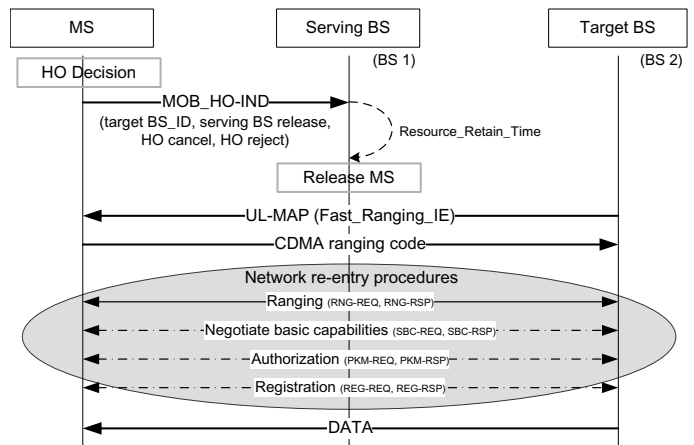 MS
Serving BS
Target BS
(BS 1)
(BS 2)
HO Decision
MOB_HO-IND
(target BS_ID, serving BS release,
HO cancel, HO reject)
Resource_Retain_Time
Release MS
UL-MAP (Fast_Ranging_IE)
CDMA ranging code
Network re-entry procedures
Ranging (RNG-REQ, RNG-RSP)
Negotiate basic capabilities (SBC-REQ, SBC-RSP)
Authorization (PKM-REQ, PKM-RSP)
Registration (REG-REQ, REG-RSP)
DATA